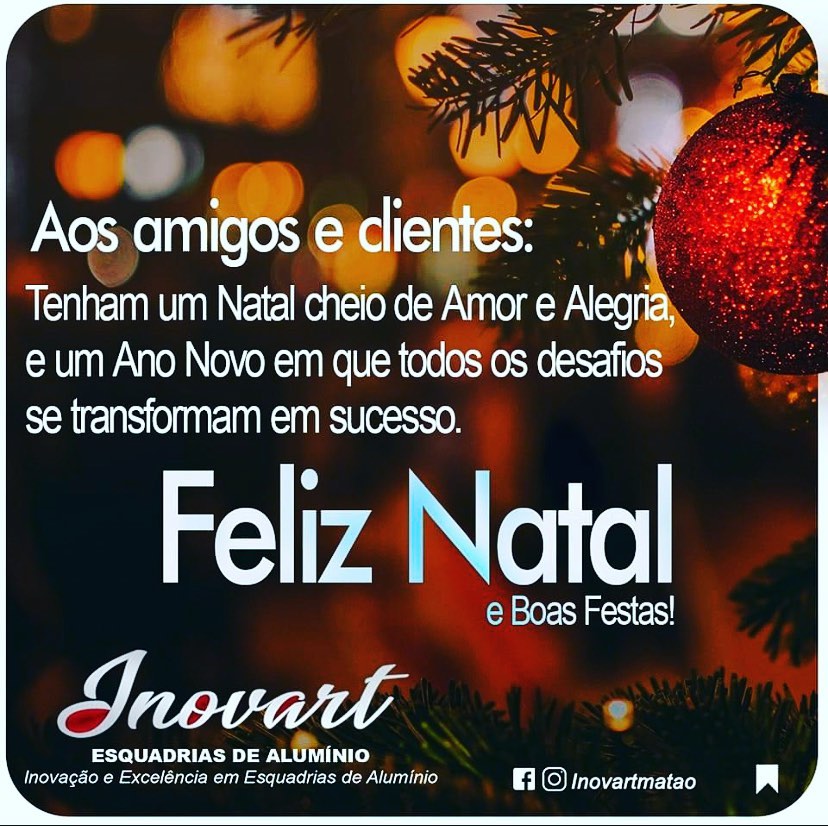 Aos amigos e clientes:
Tenham um Natal cheio de Amor e Alegria,
e um Ano Novo em que todos os desafios
se transformam em sucesso.
Feliz Natal
e Boas Festas!
Inovart
ESQUADRIAS DE ALUMÍNIO
Inovação e Excelência em Esquadrias de Alumínio
Inovartmatao